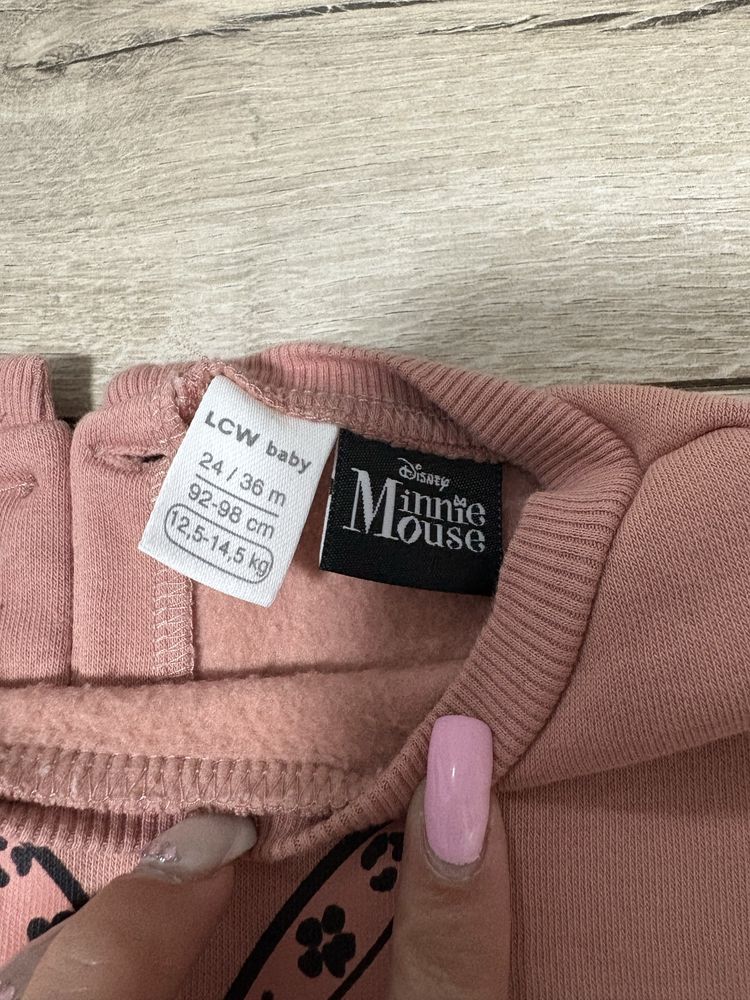 LCW baby
24 / 36 m
92-98 cm
12,5-14,5 kg
Disney
Minnie
Mouse